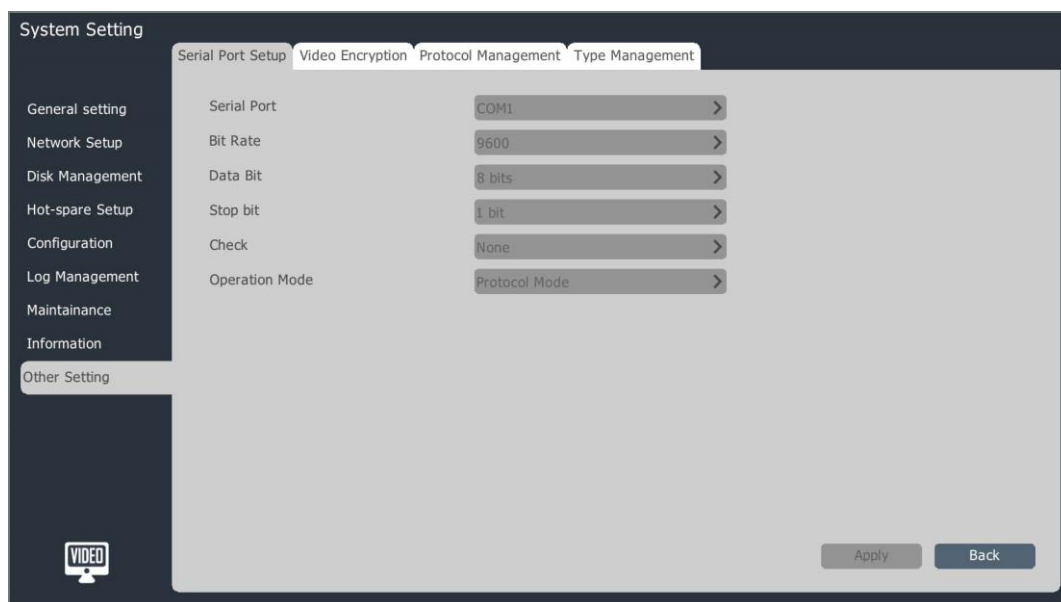 System Setting
Serial Port Setup Video Encryption Protocol Management Type Management
General setting
Network Setup
Disk Management
Hot-spare Setup
Configuration
Log Management
Maintainance
Information
Other Setting
Serial Port COM1
Bit Rate 9600
Data Bit 8 bits
Stop bit 1 bit
Check None
Operation Mode Protocol Mode
VIDEO
Apply Back